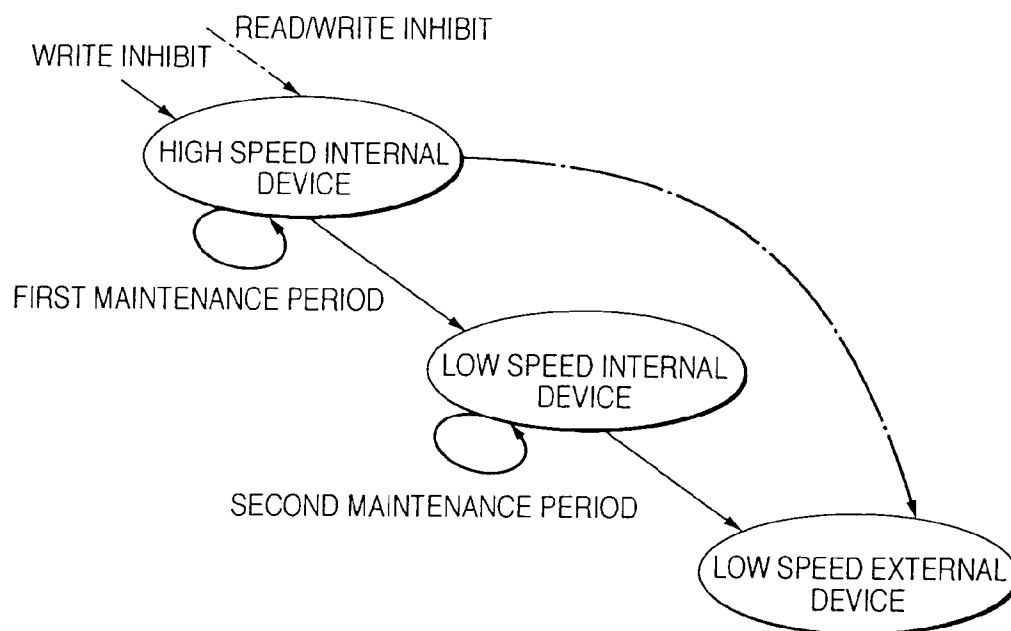 READ/WRITE INHIBIT
WRITE INHIBIT
HIGH SPEED INTERNAL
DEVICE
FIRST MAINTENANCE PERIOD
LOW SPEED INTERNAL
DEVICE
SECOND MAINTENANCE PERIOD
LOW SPEED EXTERNAL
DEVICE